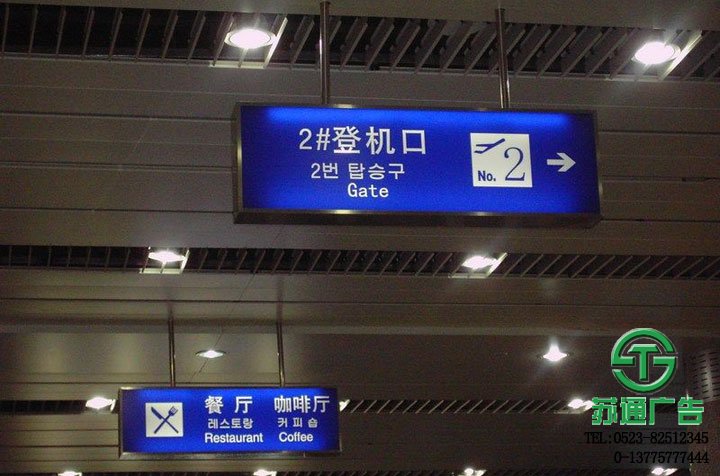 2#登机口
2번 탑승구
Gate
No. 2
餐厅 咖啡厅
레스토랑 커피숍
Restaurant Coffee
苏通广告
TEL:0523-82512345
0-13775777444